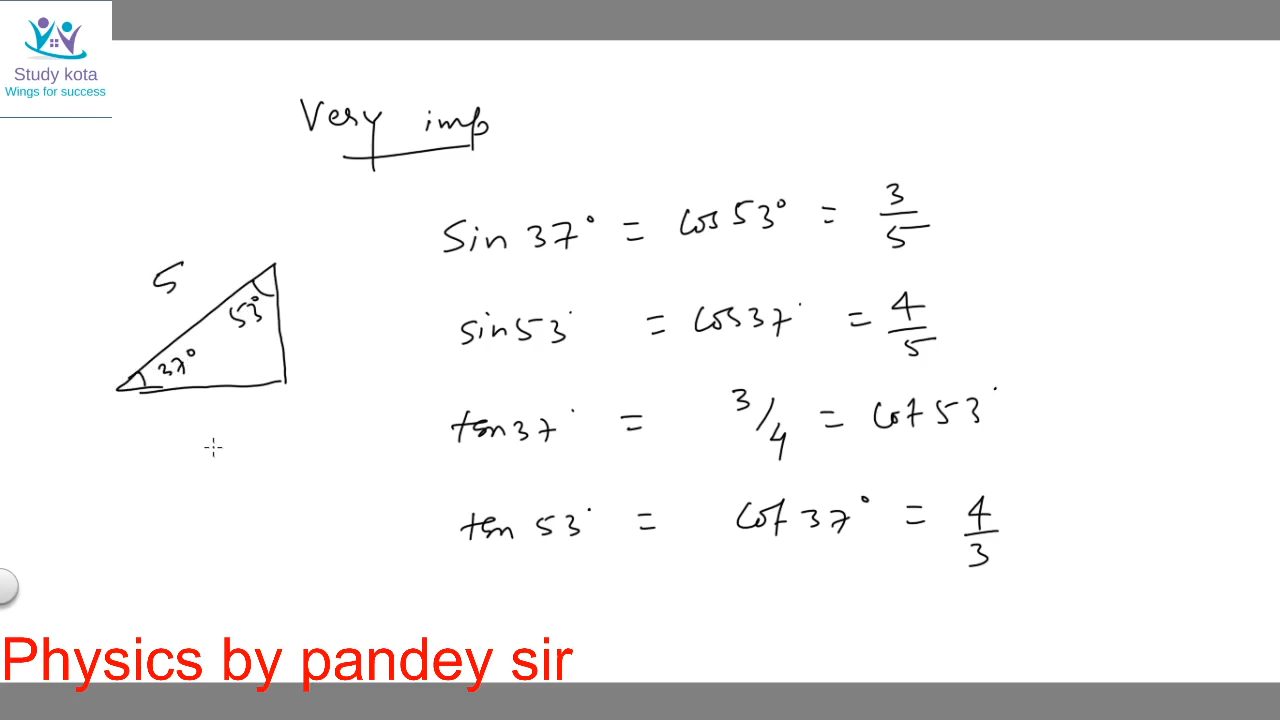 Study kota
Wings for success
Very imp
Sin 37° = cos 53° = 3/5
5
sin 53° = cos 37° = 4/5
53°
37°
tan 37° = 3/4 = cot 53°
tan 53° = cot 37° = 4/3
Physics by pandey sir